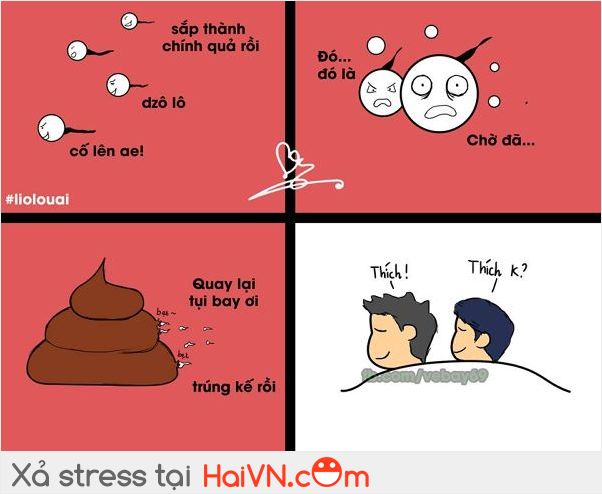 sắp thành
chính quả rồi
dzô lô
cố lên ae!
#liolouai
Đó...
đó là
Chờ đã...
Quay lại
tụi bay ơi
trúng kế rồi
Thích!
Thích K.?
fb.com/vebay69
Xả stress tại HaiVN.com